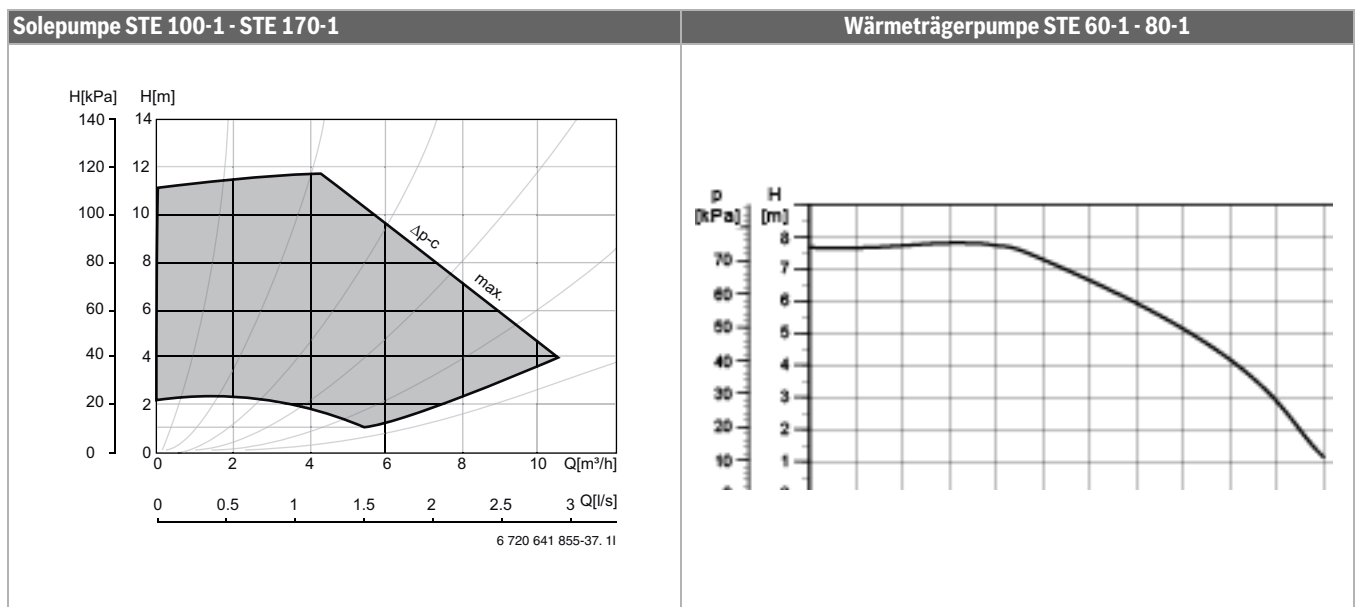 Solepumpe STE 100-1 - STE 170-1
Wärmeträgerpumpe STE 60-1 - 80-1
H[kPa] H[m]
140 14
120 12
100 10
80 8
60 6
40 4
20 2
0 0
Δp-c
max.
0 2 4 6 8 10 Q[m³/h]
0 0.5 1 1.5 2 2.5 3 Q[l/s]
6 720 641 855-37. 1I
p H
[kPa] [m]
8
70 7
60 6
50 5
40 4
30 3
20 2
10 1